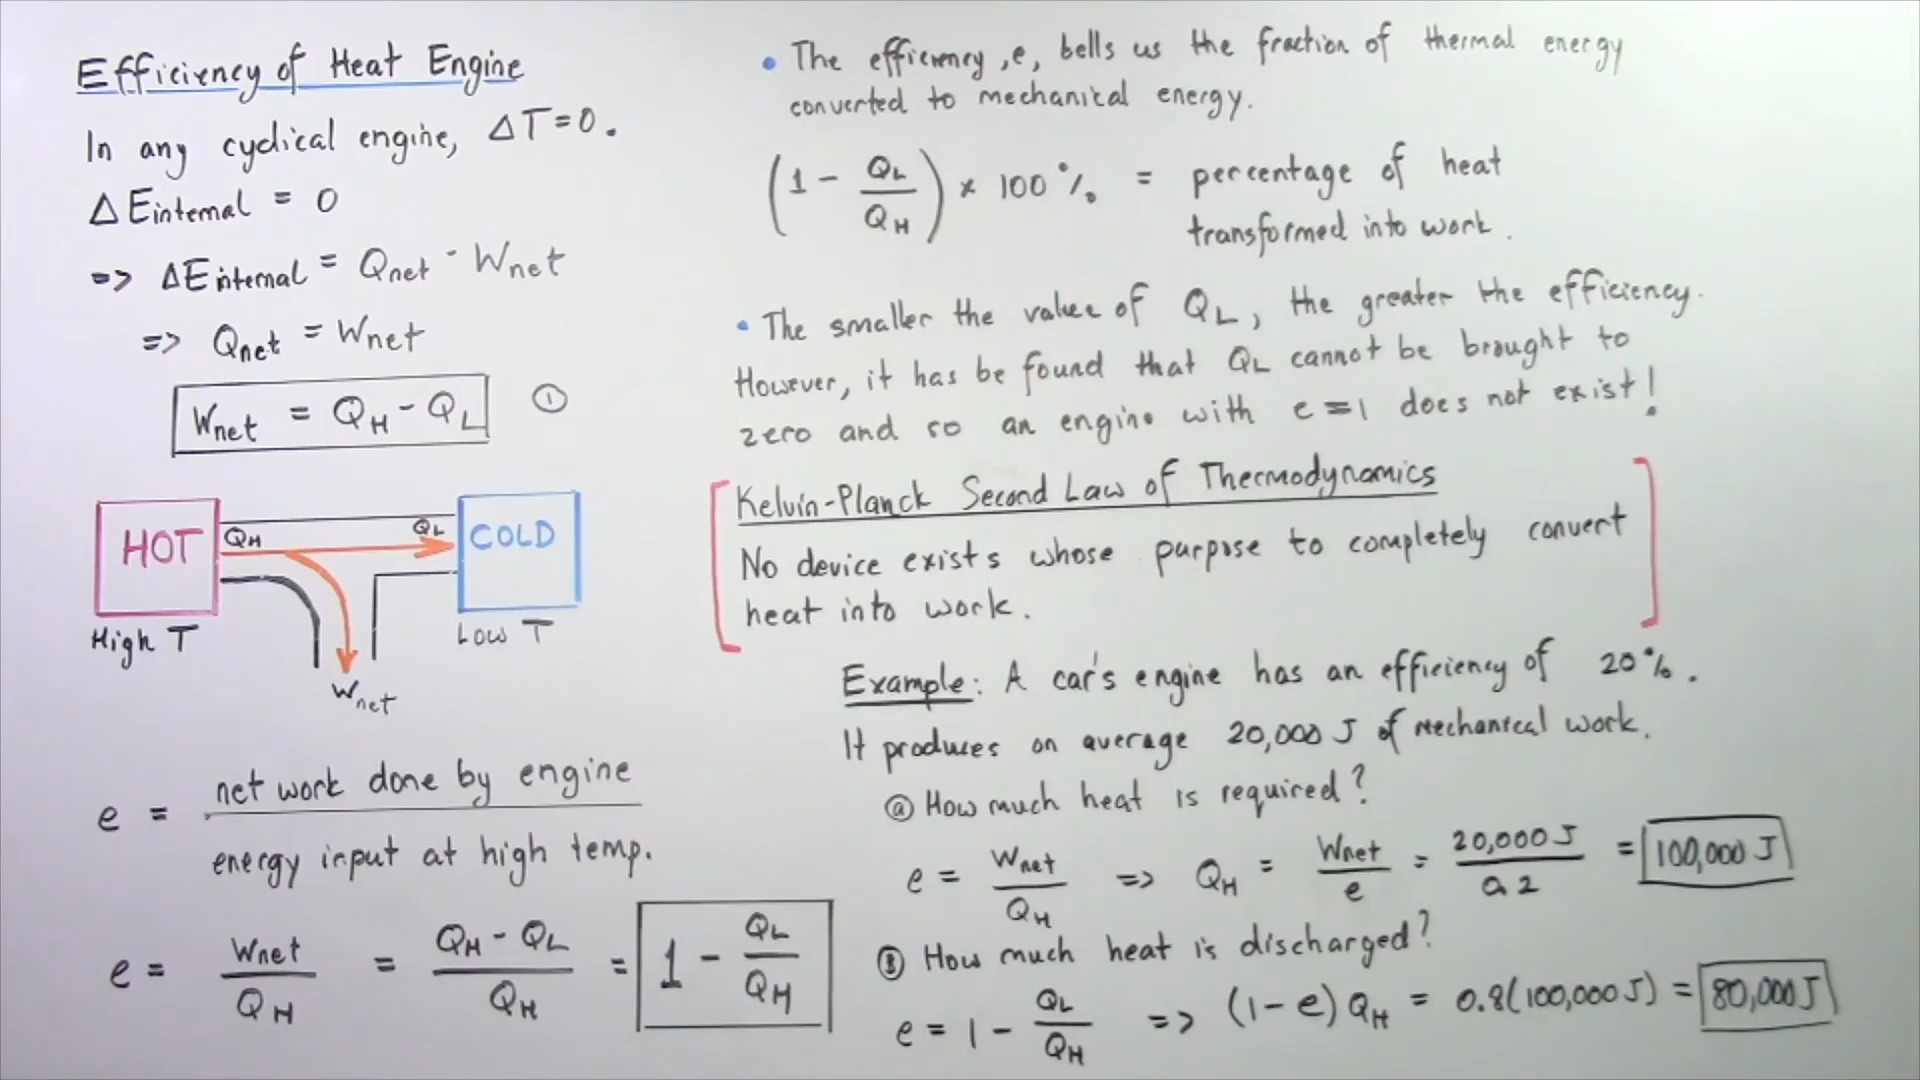 Efficiency of Heat Engine
In any cyclical engine, ΔT=0.
ΔEinternal = 0
=> ΔEinternal = Qnet - Wnet
=> Qnet = Wnet
Wnet = QH - QL ①
HOT
QH
QL
COLD
High T
Low T
Wnet
e = net work done by engine / energy input at high temp.
e = Wnet / QH = QH - QL / QH = 1 - QL / QH
• The efficiency, e, bells us the fraction of thermal energy
converted to mechanical energy.
(1 - QL / QH) × 100 % = percentage of heat
transformed into work.
• The smaller the value of QL, the greater the efficiency.
However, it has be found that QL cannot be brought to
zero and so an engine with e=1 does not exist!
Kelvin-Planck Second Law of Thermodynamics
No device exists whose purpose to completely convert
heat into work.
Example: A car's engine has an efficiency of 20%.
It produces on average 20,000 J of mechanical work.
ⓐ How much heat is required?
e = Wnet / QH => QH = Wnet / e = 20,000 J / 0.2 = 100,000 J
Ⓑ How much heat is discharged?
e = 1 - QL / QH => (1-e) QH = 0.8(100,000 J) = 80,000 J